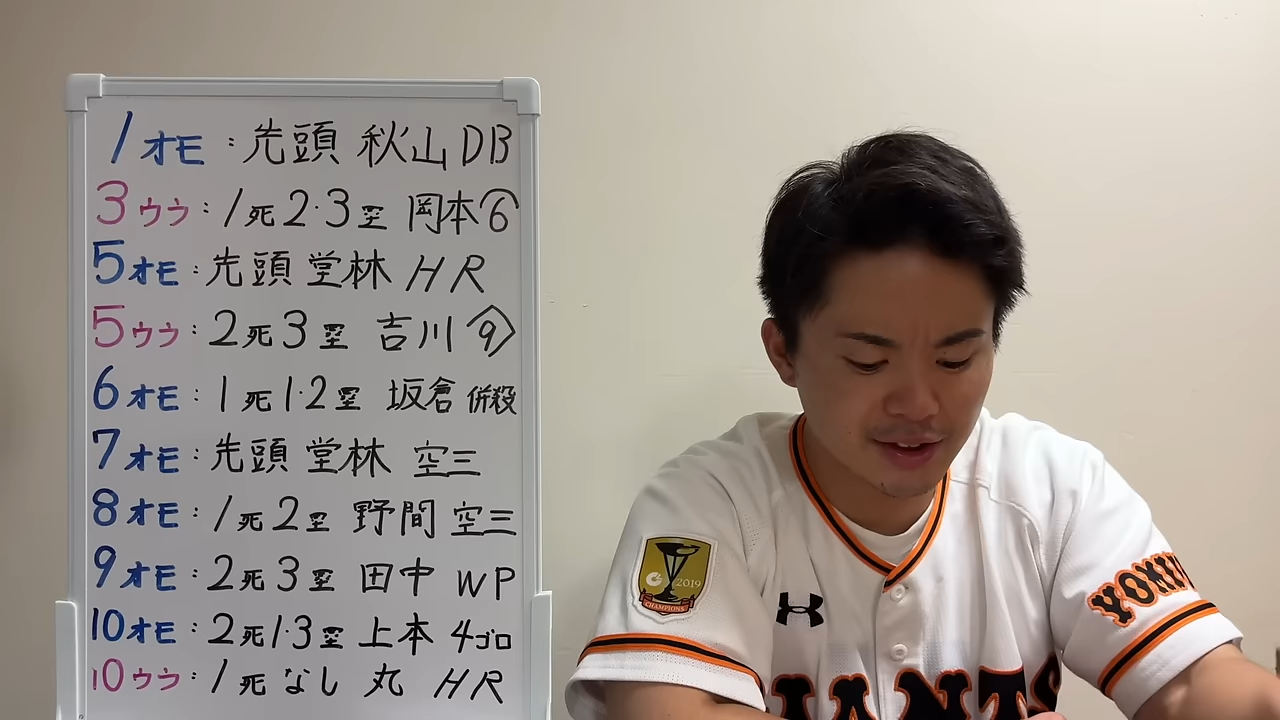 1オモ:先頭 秋山 DB
3ウラ:1死2・3塁 岡本⑥
5オモ:先頭 堂林 HR
5ウラ:2死3塁 吉川 9
6オモ:1死1・2塁 坂倉 併殺
7オモ:先頭 堂林 空三
8オモ:1死2塁 野間 空三
9オモ:2死3塁 田中 WP
10オモ:2死1・3塁 上本 4ゴロ
10ウラ:1死なし 丸 HR
2019
CHAMPIONS
YOMI
GIANTS